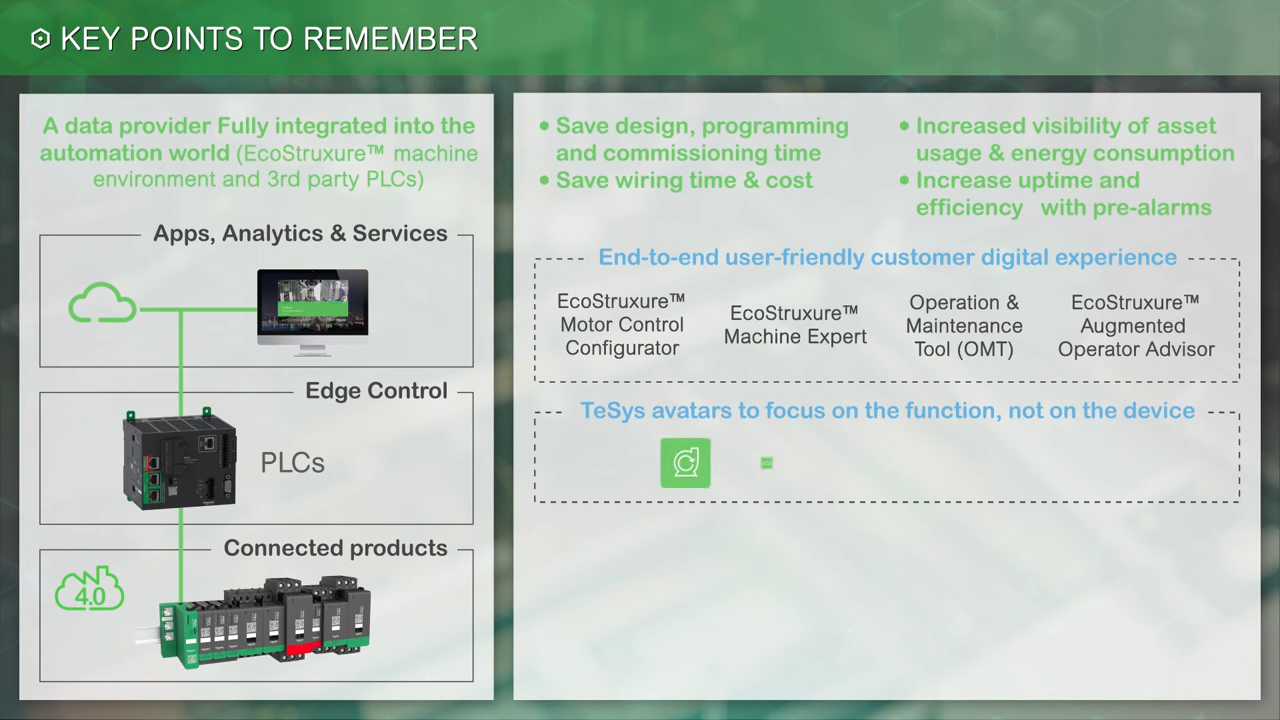 KEY POINTS TO REMEMBER
A data provider Fully integrated into the
automation world (EcoStruxure™ machine
environment and 3rd party PLCs)
Apps, Analytics & Services
Edge Control
PLCs
Connected products
4.0
• Save design, programming
and commissioning time
• Save wiring time & cost
• Increased visibility of asset
usage & energy consumption
• Increase uptime and
efficiency with pre-alarms
End-to-end user-friendly customer digital experience
EcoStruxure™
Motor Control
Configurator
EcoStruxure™
Machine Expert
Operation &
Maintenance
Tool (OMT)
EcoStruxure™
Augmented
Operator Advisor
TeSys avatars to focus on the function, not on the device